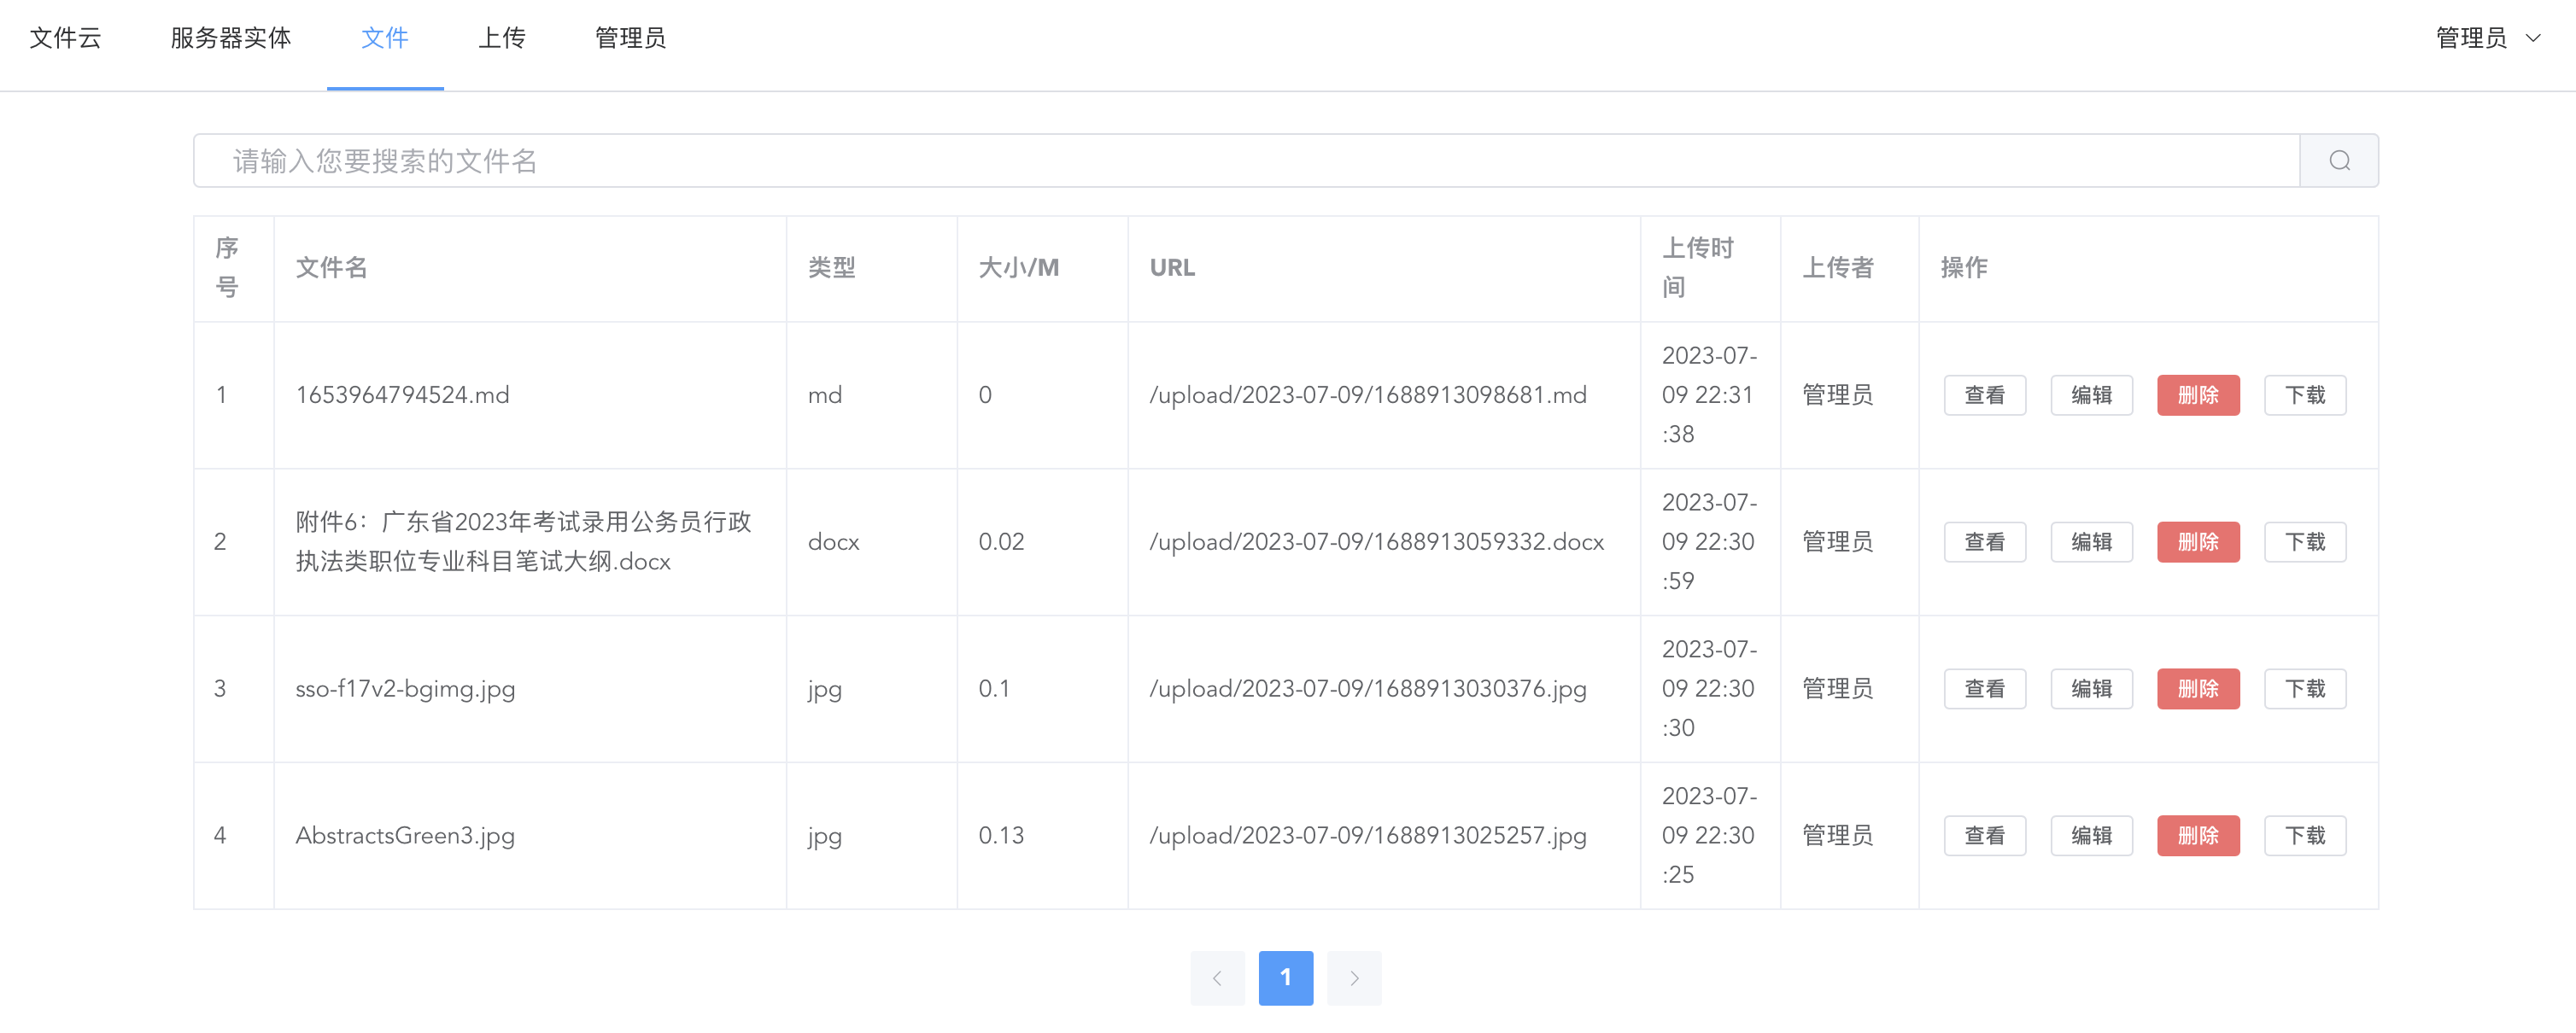 文件云 服务器实体 文件 上传 管理员 管理员
请输入您要搜索的文件名
序号 文件名 类型 大小/M URL 上传时间 上传者 操作
1 1653964794524.md md 0 /upload/2023-07-09/1688913098681.md 2023-07-09 22:31:38 管理员 查看 编辑 删除 下载
2 附件6：广东省2023年考试录用公务员行政执法类职位专业科目笔试大纲.docx docx 0.02 /upload/2023-07-09/1688913059332.docx 2023-07-09 22:30:59 管理员 查看 编辑 删除 下载
3 sso-f17v2-bgimg.jpg jpg 0.1 /upload/2023-07-09/1688913030376.jpg 2023-07-09 22:30:30 管理员 查看 编辑 删除 下载
4 AbstractsGreen3.jpg jpg 0.13 /upload/2023-07-09/1688913025257.jpg 2023-07-09 22:30:25 管理员 查看 编辑 删除 下载
1